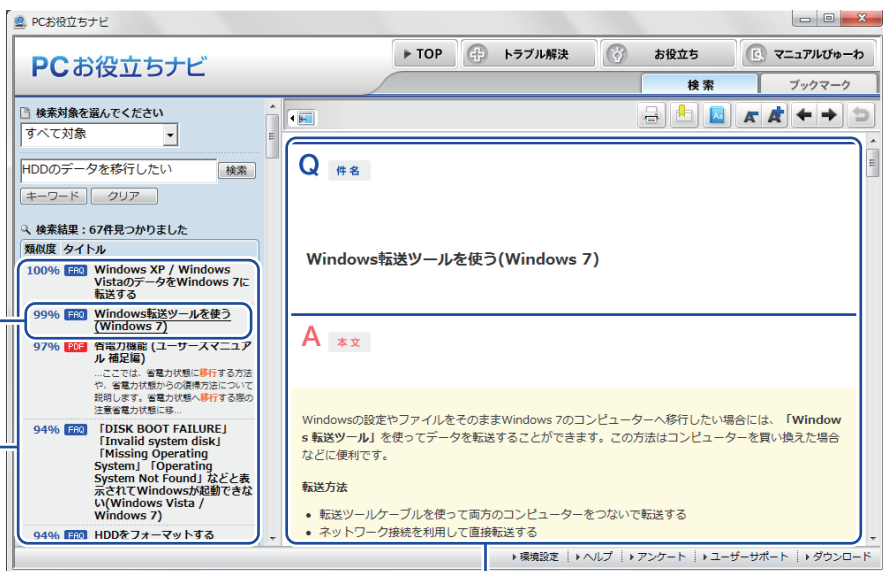 PCお役立ちナビ
PCお役立ちナビ
TOP
トラブル解決
お役立ち
マニュアルびゅーわ
検索
ブックマーク
検索対象を選んでください
すべて対象
HDDのデータを移行したい
検索
キーワード
クリア
検索結果:67件見つかりました
類似度 タイトル
100% FAQ Windows XP / Windows
VistaのデータをWindows 7に
転送する
99% FAQ Windows転送ツールを使う
(Windows 7)
97% PDF 省電力機能 (ユーザーズマニュア
ル 補足編)
...ここでは、省電力状態に移行する方法
や、省電力状態からの復帰方法について
説明します。省電力状態へ移行する際の
注意省電力状態に移...
94% FAQ 「DISK BOOT FAILURE」
「Invalid system disk」
「Missing Operating
System」「Operating
System Not Found」などと表
示されてWindowsが起動できな
い(Windows Vista /
Windows 7)
94% FAQ HDDをフォーマットする
Q 件名
Windows転送ツールを使う(Windows 7)
A 本文
Windowsの設定やファイルをそのままWindows 7のコンピューターへ移行したい場合には、「Window
s 転送ツール」を使ってデータを転送することができます。この方法はコンピューターを買い換えた場合
などに便利です。
転送方法
• 転送ツールケーブルを使って両方のコンピューターをつないで転送する
• ネットワーク接続を利用して直接転送する
環境設定 ヘルプ アンケート ユーザーサポート ダウンロード